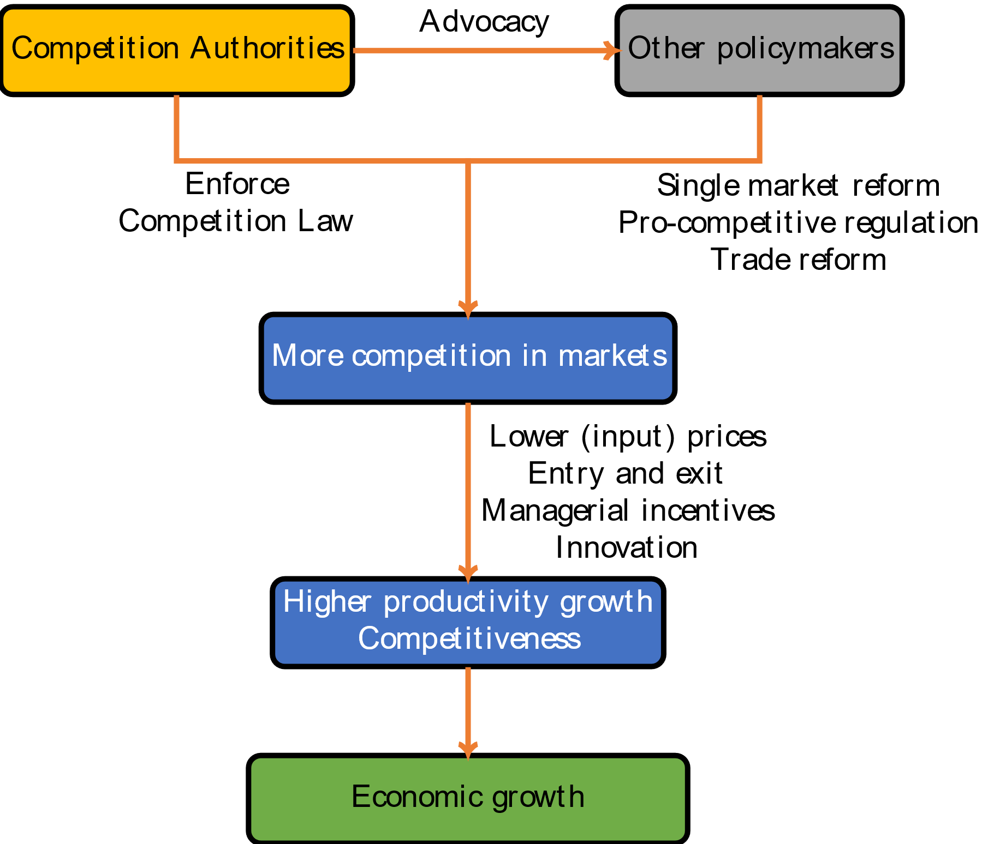 Competition Authorities
Advocacy
Other policymakers
Enforce
Competition Law
Single market reform
Pro-competitive regulation
Trade reform
More competition in markets
Lower (input) prices
Entry and exit
Managerial incentives
Innovation
Higher productivity growth
Competitiveness
Economic growth